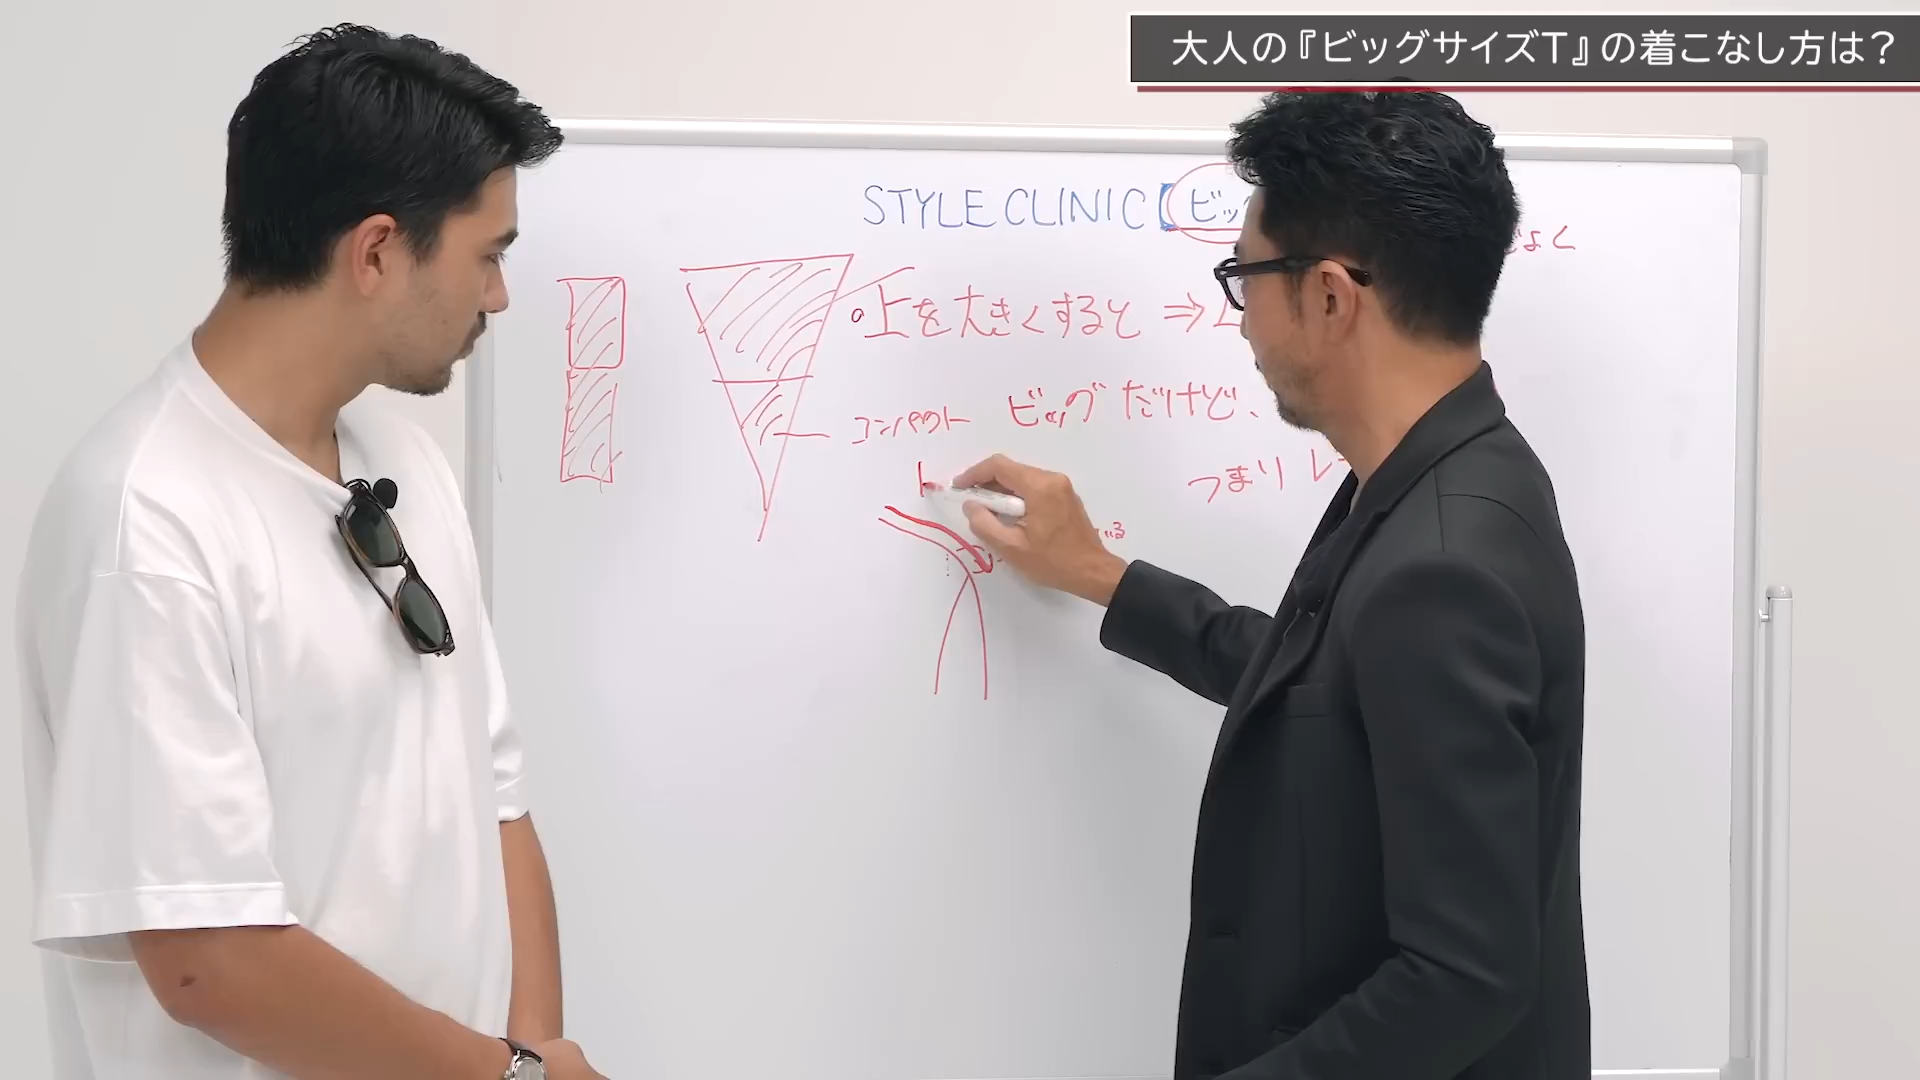 大人の『ビッグサイズT』の着こなし方は？
STYLE CLINIC【ビッ
上を大きくすると ⇒
コンパクト
ビッグだけど、
つまり